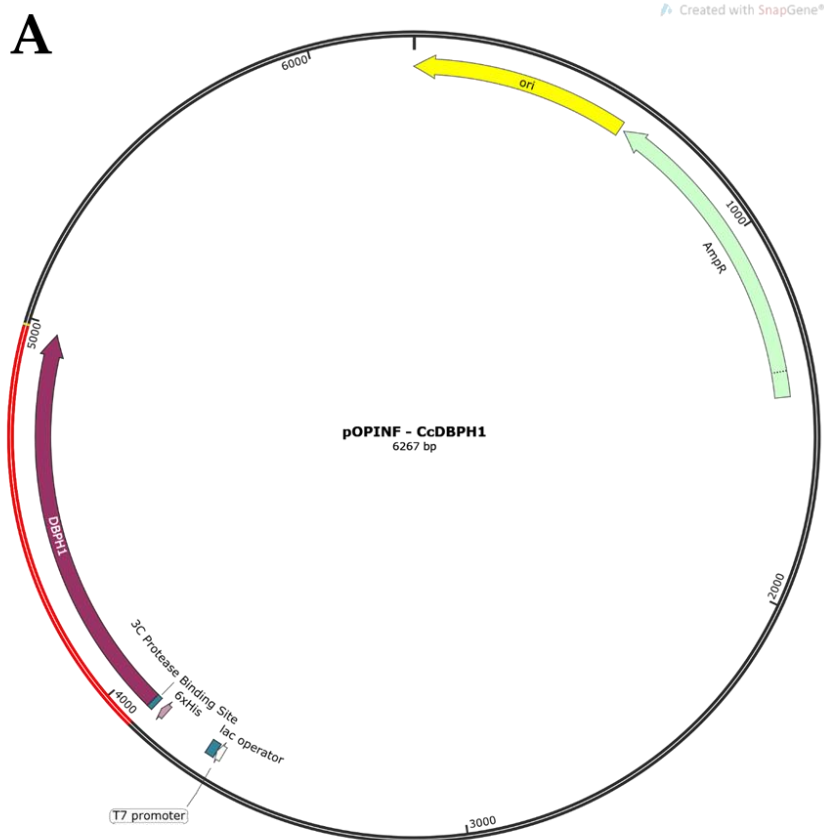 Created with SnapGene®
A
6000
ori
1000
AmpR
5000
pOPINF - CcDBPH1
6267 bp
DBPH1
2000
3C Protease Binding Site
4000
6xHis
lac operator
T7 promoter
3000